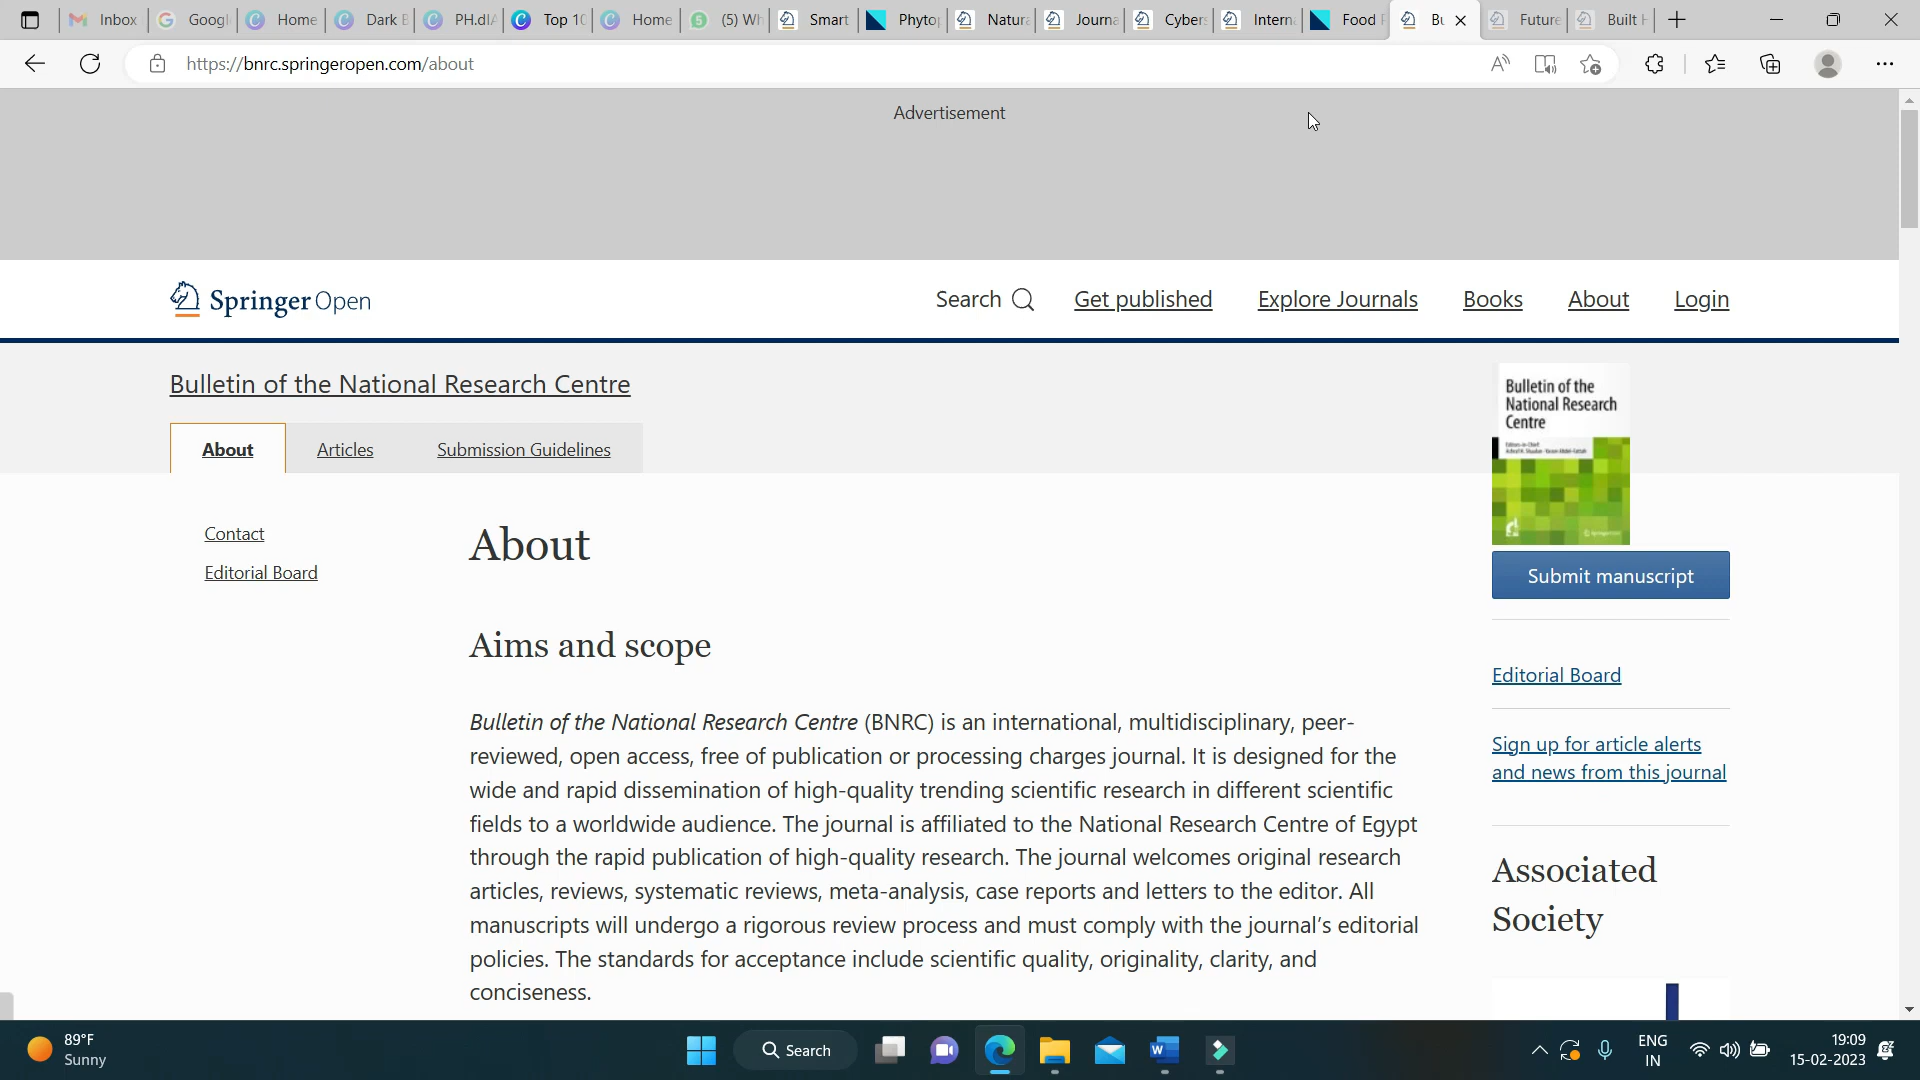 Inbox
Googl
Home
Dark B
PH.dIA
Top 10
Home
(5) Wh
Smart
Phytop
Natura
Journa
Cybers
Intern
Food
Bu
Future
Built H
https://bnrc.springeropen.com/about
Advertisement
Springer Open
Search
Get published
Explore Journals
Books
About
Login
Bulletin of the National Research Centre
About
Articles
Submission Guidelines
Bulletin of the
National Research
Centre
Submit manuscript
Contact
Editorial Board
About
Aims and scope
Bulletin of the National Research Centre (BNRC) is an international, multidisciplinary, peer-
reviewed, open access, free of publication or processing charges journal. It is designed for the
wide and rapid dissemination of high-quality trending scientific research in different scientific
fields to a worldwide audience. The journal is affiliated to the National Research Centre of Egypt
through the rapid publication of high-quality research. The journal welcomes original research
articles, reviews, systematic reviews, meta-analysis, case reports and letters to the editor. All
manuscripts will undergo a rigorous review process and must comply with the journal's editorial
policies. The standards for acceptance include scientific quality, originality, clarity, and
conciseness.
Editorial Board
Sign up for article alerts
and news from this journal
Associated
Society
89°F
Sunny
Search
ENG
IN
19:09
15-02-2023